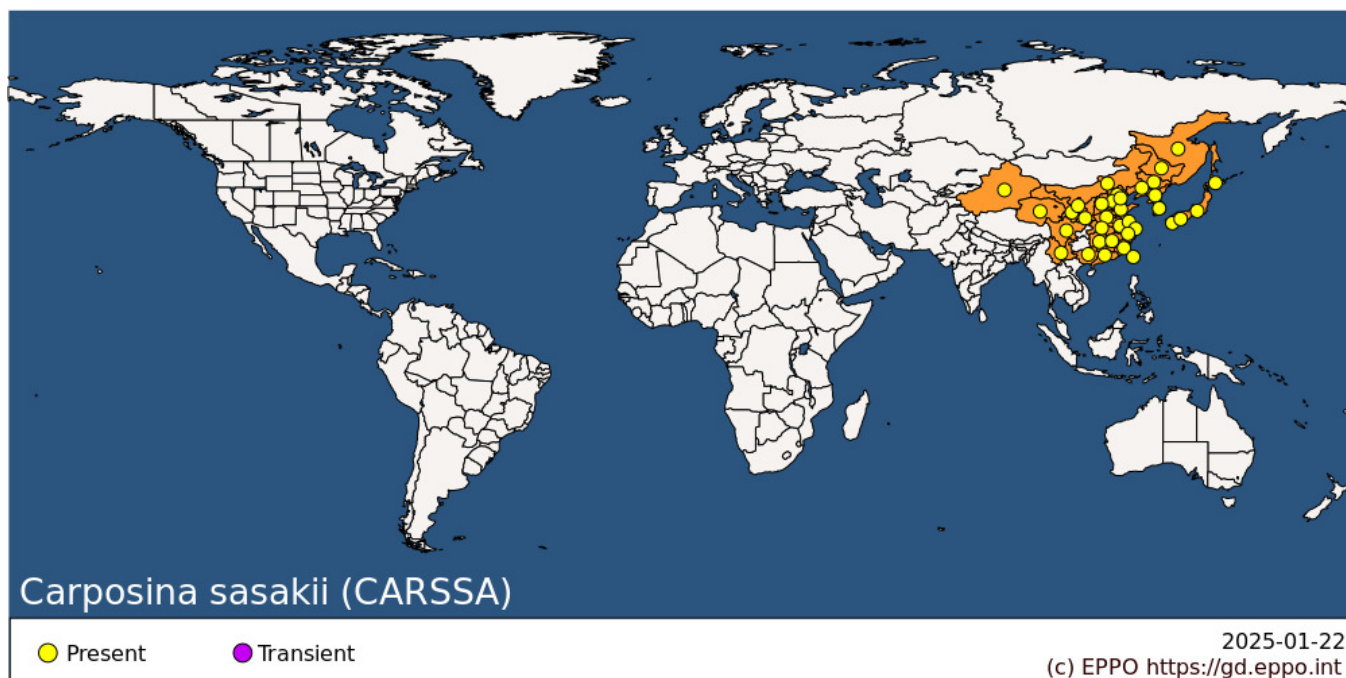 Carposina sasakii (CARSSA)
Present
Transient
2025-01-22
(c) EPPO https://gd.eppo.int